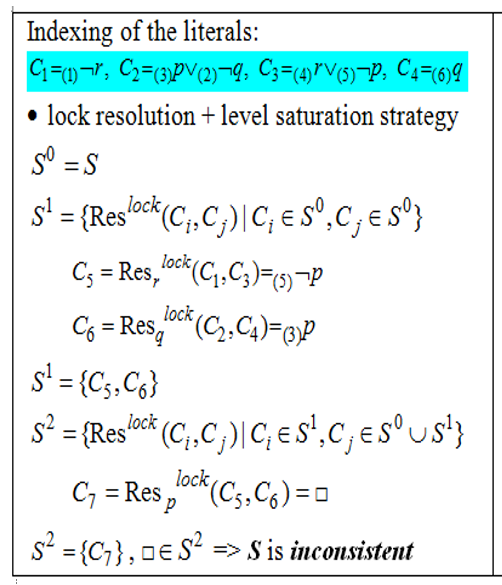 Indexing of the literals:
C₁=₍₁₎¬r, C₂=₍₃₎p∨₍₂₎¬q, C₃=₍₄₎r∨₍₅₎¬p, C₄=₍₆₎q
• lock resolution + level saturation strategy
S⁰ = S
S¹ = {Res^lock(Cᵢ,Cⱼ) | Cᵢ ∈ S⁰, Cⱼ ∈ S⁰}
C₅ = Resᵣ^lock(C₁,C₃)=₍₅₎¬p
C₆ = Res_q^lock(C₂,C₄)=₍₃₎p
S¹ = {C₅,C₆}
S² = {Res^lock(Cᵢ,Cⱼ) | Cᵢ ∈ S¹, Cⱼ ∈ S⁰ ∪ S¹}
C₇ = Res_p^lock(C₅,C₆) = □
S² = {C₇}, □∈ S² => S is inconsistent